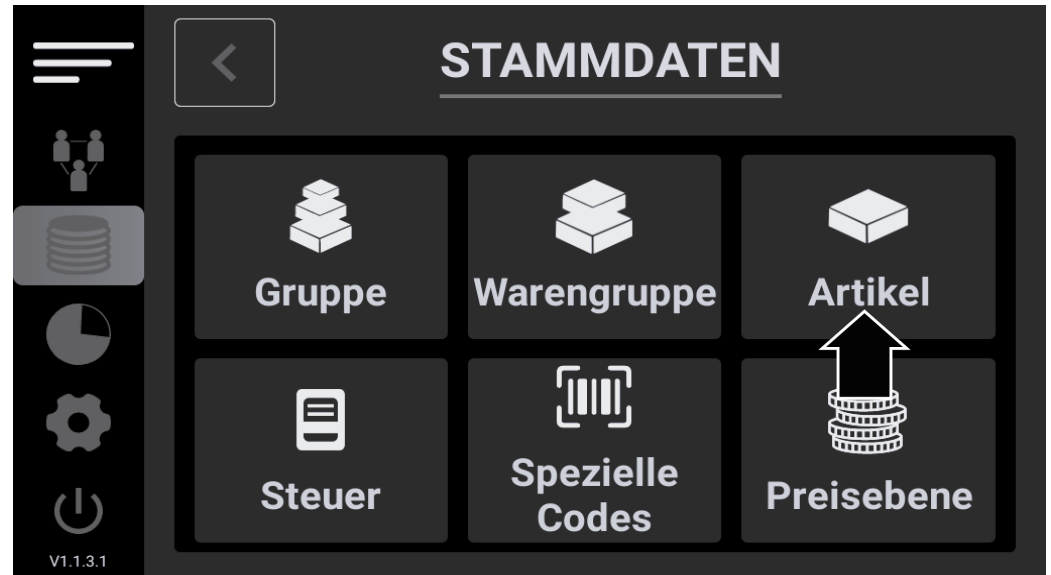 STAMMDATEN
Gruppe
Warengruppe
Artikel
Steuer
Spezielle
Codes
Preisebene
V1.1.3.1